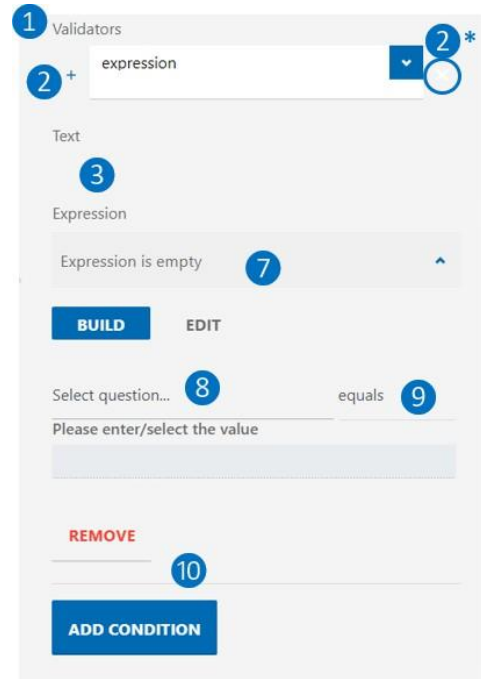 1 Validators
2 *
2 + expression
Text
3
Expression
Expression is empty 7
BUILD EDIT
Select question... 8 equals 9
Please enter/select the value
REMOVE
10
ADD CONDITION